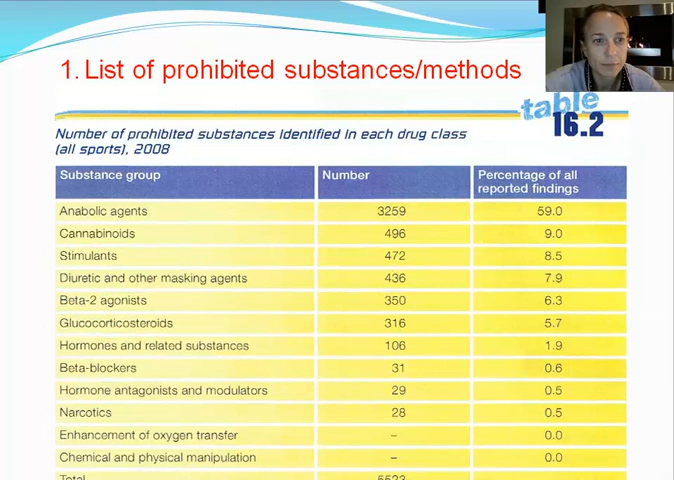 1. List of prohibited substances/methods
table
16.2
Number of prohibited substances identified in each drug class
(all sports), 2008
Substance group Number Percentage of all
reported findings
Anabolic agents 3259 59.0
Cannabinoids 496 9.0
Stimulants 472 8.5
Diuretic and other masking agents 436 7.9
Beta-2 agonists 350 6.3
Glucocorticosteroids 316 5.7
Hormones and related substances 106 1.9
Beta-blockers 31 0.6
Hormone antagonists and modulators 29 0.5
Narcotics 28 0.5
Enhancement of oxygen transfer – 0.0
Chemical and physical manipulation – 0.0
Total 5523